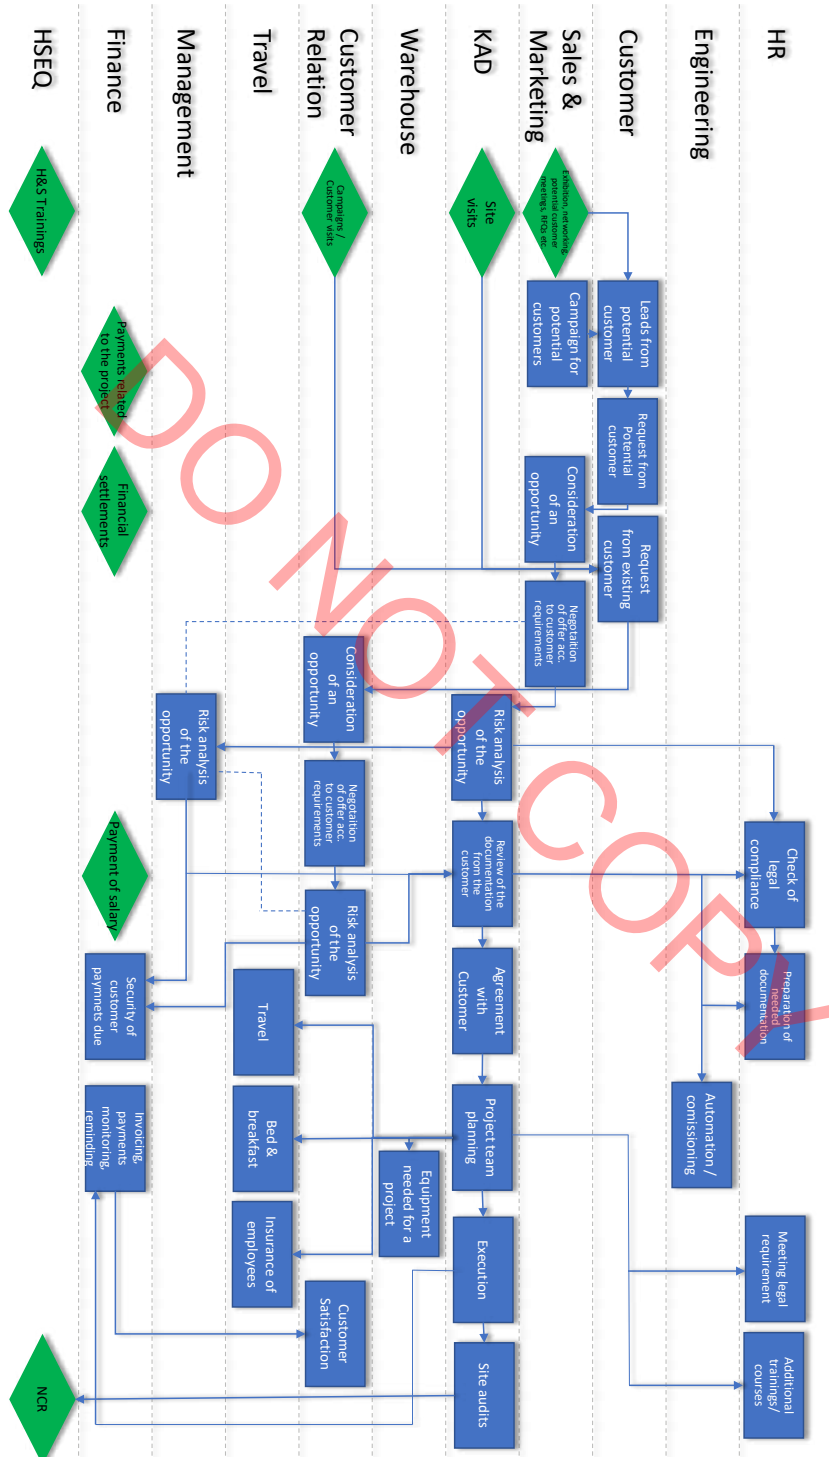 HR
Engineering
Customer
Sales &
Marketing
KAD
Warehouse
Customer
Relation
Travel
Management
Finance
HSEQ
Check of
legal
compliance
Preparation of
needed
documentation
Meeting legal
requirement
Additional
trainings/
courses
Automation /
comissioning
Leads from
potential
customer
Request from
Potential
customer
Request
from existing
customer
Exhibition, networking,
potential customer
meetings, RFQs etc.
Campaign for
potential
customers
Consideration
of an
opportunity
Negotaition
of offer acc.
to customer
requirements
Site
visits
Risk analysis
of the
opportunity
Review of the
documentation
from the
customer
Agreement
with
Customer
Project team
planning
Execution
Site audits
Equipment
needed for a
project
Campaigns /
Customer visits
Consideration
of an
opportunity
Negotaition
of offer acc.
to customer
requirements
Risk analysis
of the
opportunity
Customer
Satisfaction
Travel
Bed &
breakfast
Insurance of
employees
Risk analysis
of the
opportunity
Payments related
to the project
Financial
settlements
Payment of salary
Security of
customer
paymnets due
Invoicing,
payments
monitoring,
reminding
H&S Trainings
NCR
DO NOT COPY